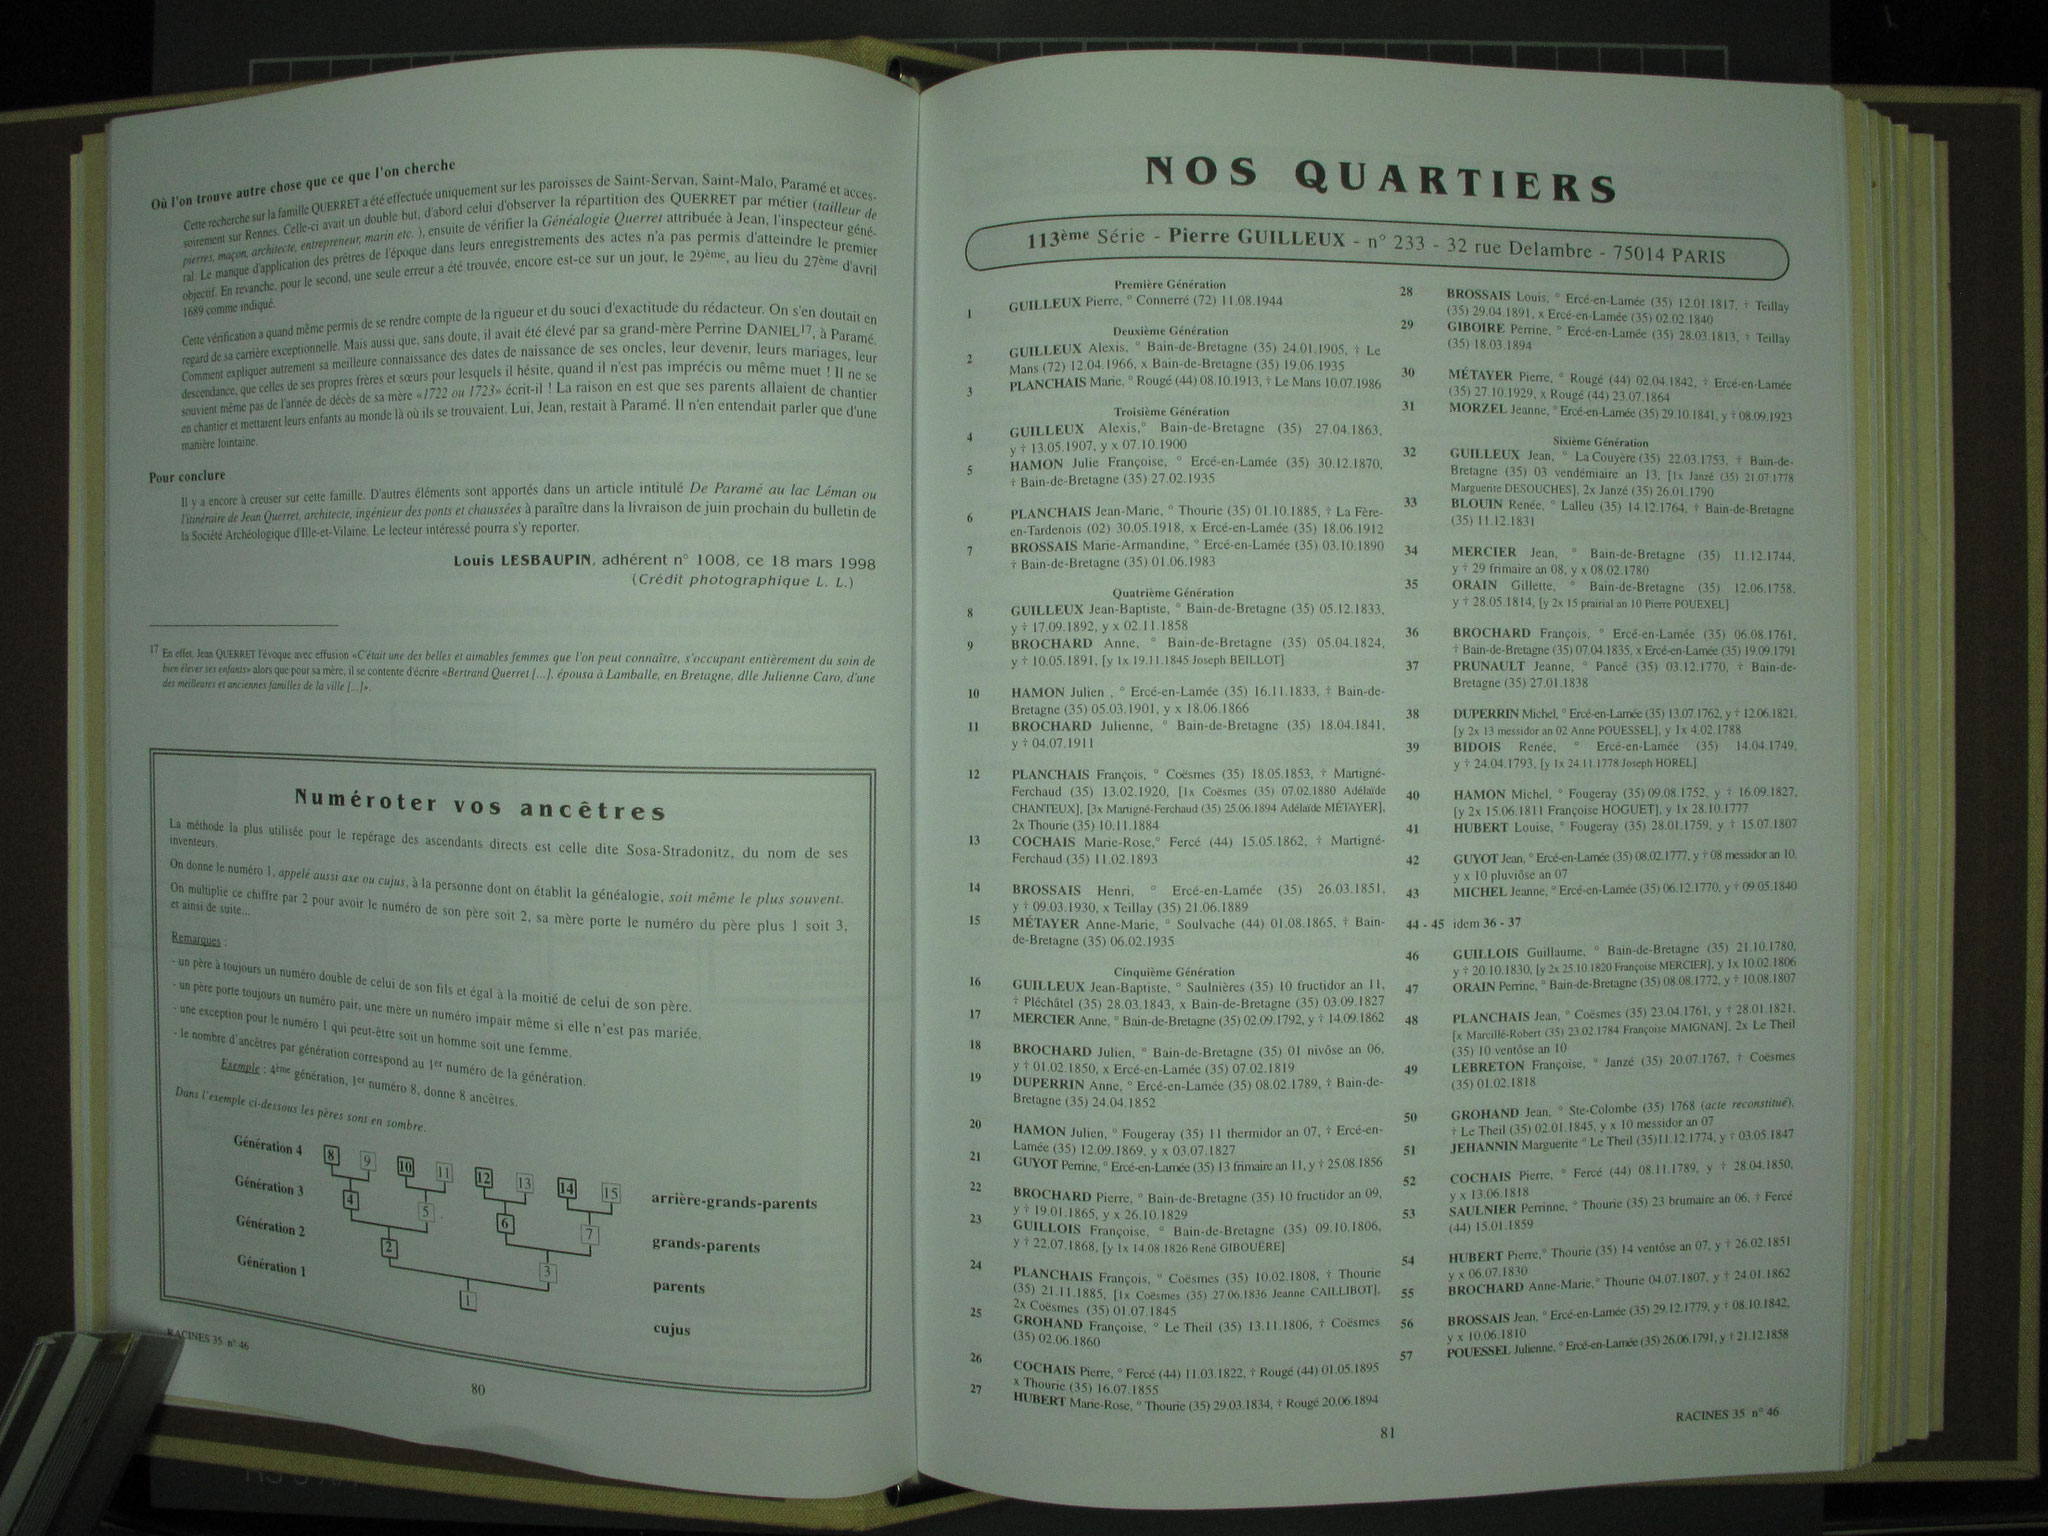 Où l'on trouve autre chose que ce que l'on cherche
Cette recherche sur la famille QUERRET a été effectuée uniquement sur les paroisses de Saint-Servan, Saint-Malo, Paramé et acces-
soirement sur Rennes. Celle-ci avait un double but, d'abord celui d'observer la répartition des QUERRET par métier (tailleur de
pierres, maçon, architecte, entrepreneur, marin etc. ), ensuite de vérifier la Généalogie Querret attribuée à Jean, l'inspecteur géné-
ral. Le manque d'application des prêtres de l'époque dans leurs enregistrements des actes n'a pas permis d'atteindre le premier
objectif. En revanche, pour le second, une seule erreur a été trouvée, encore est-ce sur un jour, le 29ème, au lieu du 27ème d'avril
1689 comme indiqué.
Cette vérification a quand même permis de se rendre compte de la rigueur et du souci d'exactitude du rédacteur. On s'en doutait en
regard de sa carrière exceptionnelle. Mais aussi que, sans doute, il avait été élevé par sa grand-mère Perrine DANIEL17, à Paramé.
Comment expliquer autrement sa meilleure connaissance des dates de naissance de ses oncles, leur devenir, leurs mariages, leur
descendance, que celles de ses propres frères et sœurs pour lesquels il hésite, quand il n'est pas imprécis ou même muet ! Il ne se
souvient même pas de l'année de décès de sa mère «1722 ou 1723» écrit-il ! La raison en est que ses parents allaient de chantier
en chantier et mettaient leurs enfants au monde là où ils se trouvaient. Lui, Jean, restait à Paramé. Il n'en entendait parler que d'une
manière lointaine.
Pour conclure
Il y a encore à creuser sur cette famille. D'autres éléments sont apportés dans un article intitulé De Paramé au lac Léman ou
l'itinéraire de Jean Querret, architecte, ingénieur des ponts et chaussées à paraître dans la livraison de juin prochain du bulletin de
la Société Archéologique d'Ille-et-Vilaine. Le lecteur intéressé pourra s'y reporter.
Louis LESBAUPIN, adhérent n° 1008, ce 18 mars 1998
(Crédit photographique L. L.)
17 En effet, Jean QUERRET l'évoque avec effusion «C'était une des belles et aimables femmes que l'on peut connaître, s'occupant entièrement du soin de
bien élever ses enfants» alors que pour sa mère, il se contente d'écrire «Bertrand Querret [...], épousa à Lamballe, en Bretagne, dlle Julienne Caro, d'une
des meilleures et anciennes familles de la ville [...]».
Numéroter vos ancêtres
La méthode la plus utilisée pour le repérage des ascendants directs est celle dite Sosa-Stradonitz, du nom de ses
inventeurs.
On donne le numéro 1, appelé aussi axe ou cujus, à la personne dont on établit la généalogie, soit même le plus souvent.
On multiplie ce chiffre par 2 pour avoir le numéro de son père soit 2, sa mère porte le numéro du père plus 1 soit 3,
et ainsi de suite...
Remarques :
- un père à toujours un numéro double de celui de son fils et égal à la moitié de celui de son père.
- un père porte toujours un numéro pair, une mère un numéro impair même si elle n'est pas mariée.
- une exception pour le numéro 1 qui peut-être soit un homme soit une femme.
- le nombre d'ancêtres par génération correspond au 1er numéro de la génération.
Exemple : 4ème génération, 1er numéro 8, donne 8 ancêtres.
Dans l'exemple ci-dessous les pères sont en sombre.
Génération 4 8 9 10 11 12 13 14 15 arrière-grands-parents
Génération 3 4 5 6 7 grands-parents
Génération 2 2 3 parents
Génération 1 1 cujus
RACINES 35 n° 46
80
NOS QUARTIERS
113ème Série - Pierre GUILLEUX - n° 233 - 32 rue Delambre - 75014 PARIS
Première Génération
1 GUILLEUX Pierre, ° Connerré (72) 11.08.1944
Deuxième Génération
2 GUILLEUX Alexis, ° Bain-de-Bretagne (35) 24.01.1905, † Le
Mans (72) 12.04.1966, x Bain-de-Bretagne (35) 19.06.1935
3 PLANCHAIS Marie, ° Rougé (44) 08.10.1913, † Le Mans 10.07.1986
Troisième Génération
4 GUILLEUX Alexis,° Bain-de-Bretagne (35) 27.04.1863,
y † 13.05.1907, y x 07.10.1900
5 HAMON Julie Françoise, ° Ercé-en-Lamée (35) 30.12.1870,
† Bain-de-Bretagne (35) 27.02.1935
6 PLANCHAIS Jean-Marie, ° Thourie (35) 01.10.1885, † La Fère-
en-Tardenois (02) 30.05.1918, x Ercé-en-Lamée (35) 18.06.1912
7 BROSSAIS Marie-Armandine, ° Ercé-en-Lamée (35) 03.10.1890
† Bain-de-Bretagne (35) 01.06.1983
Quatrième Génération
8 GUILLEUX Jean-Baptiste, ° Bain-de-Bretagne (35) 05.12.1833,
y † 17.09.1892, y x 02.11.1858
9 BROCHARD Anne, ° Bain-de-Bretagne (35) 05.04.1824,
y † 10.05.1891, [y 1x 19.11.1845 Joseph BEILLOT]
10 HAMON Julien , ° Ercé-en-Lamée (35) 16.11.1833, † Bain-de-
Bretagne (35) 05.03.1901, y x 18.06.1866
11 BROCHARD Julienne, ° Bain-de-Bretagne (35) 18.04.1841,
y † 04.07.1911
12 PLANCHAIS François, ° Coësmes (35) 18.05.1853, † Martigné-
Ferchaud (35) 13.02.1920, [1x Coësmes (35) 07.02.1880 Adélaïde
CHANTEUX], [3x Martigné-Ferchaud (35) 25.06.1894 Adélaïde MÉTAYER],
2x Thourie (35) 10.11.1884
13 COCHAIS Marie-Rose,° Fercé (44) 15.05.1862, † Martigné-
Ferchaud (35) 11.02.1893
14 BROSSAIS Henri, ° Ercé-en-Lamée (35) 26.03.1851,
y † 09.03.1930, x Teillay (35) 21.06.1889
15 MÉTAYER Anne-Marie, ° Soulvache (44) 01.08.1865, † Bain-
de-Bretagne (35) 06.02.1935
Cinquième Génération
16 GUILLEUX Jean-Baptiste, ° Saulnières (35) 10 fructidor an 11,
† Pléchâtel (35) 28.03.1843, x Bain-de-Bretagne (35) 03.09.1827
17 MERCIER Anne, ° Bain-de-Bretagne (35) 02.09.1792, y † 14.09.1862
18 BROCHARD Julien, ° Bain-de-Bretagne (35) 01 nivôse an 06,
y † 01.02.1850, x Ercé-en-Lamée (35) 07.02.1819
19 DUPERRIN Anne, ° Ercé-en-Lamée (35) 08.02.1789, † Bain-de-
Bretagne (35) 24.04.1852
20 HAMON Julien, ° Fougeray (35) 11 thermidor an 07, † Ercé-en-
Lamée (35) 12.09.1869, y x 03.07.1827
21 GUYOT Perrine, ° Ercé-en-Lamée (35) 13 frimaire an 11, y † 25.08.1856
22 BROCHARD Pierre, ° Bain-de-Bretagne (35) 10 fructidor an 09,
y † 19.01.1865, y x 26.10.1829
23 GUILLOIS Françoise, ° Bain-de-Bretagne (35) 09.10.1806,
y † 22.07.1868, [y 1x 14.08.1826 René GIBOUËRE]
24 PLANCHAIS François, ° Coësmes (35) 10.02.1808, † Thourie
(35) 21.11.1885, [1x Coësmes (35) 27.06.1836 Jeanne CAILLIBOT],
2x Coësmes (35) 01.07.1845
25 GROHAND Françoise, ° Le Theil (35) 13.11.1806, † Coësmes
(35) 02.06.1860
26 COCHAIS Pierre, ° Fercé (44) 11.03.1822, † Rougé (44) 01.05.1895
x Thourie (35) 16.07.1855
27 HUBERT Marie-Rose, ° Thourie (35) 29.03.1834, † Rougé 20.06.1894
28 BROSSAIS Louis, ° Ercé-en-Lamée (35) 12.01.1817, † Teillay
(35) 29.04.1891, x Ercé-en-Lamée (35) 02.02.1840
29 GIBOIRE Perrine, ° Ercé-en-Lamée (35) 28.03.1813, † Teillay
(35) 18.03.1894
30 MÉTAYER Pierre, ° Rougé (44) 02.04.1842, † Ercé-en-Lamée
(35) 27.10.1929, x Rougé (44) 23.07.1864
31 MORZEL Jeanne, ° Ercé-en-Lamée (35) 29.10.1841, y † 08.09.1923
Sixième Génération
32 GUILLEUX Jean, ° La Couyère (35) 22.03.1753, † Bain-de-
Bretagne (35) 03 vendémiaire an 13, [1x Janzé (35) 21.07.1778
Marguerite DESOUCHES], 2x Janzé (35) 26.01.1790
33 BLOUIN Renée, ° Lalleu (35) 14.12.1764, † Bain-de-Bretagne
(35) 11.12.1831
34 MERCIER Jean, ° Bain-de-Bretagne (35) 11.12.1744,
y † 29 frimaire an 08, y x 08.02.1780
35 ORAIN Gillette, ° Bain-de-Bretagne (35) 12.06.1758,
y † 28.05.1814, [y 2x 15 prairial an 10 Pierre POUEXEL]
36 BROCHARD François, ° Ercé-en-Lamée (35) 06.08.1761,
† Bain-de-Bretagne (35) 07.04.1835, x Ercé-en-Lamée (35) 19.09.1791
37 PRUNAULT Jeanne, ° Pancé (35) 03.12.1770, † Bain-de-
Bretagne (35) 27.01.1838
38 DUPERRIN Michel, ° Ercé-en-Lamée (35) 13.07.1762, y † 12.06.1821,
[y 2x 13 messidor an 02 Anne POUESSEL], y 1x 4.02.1788
39 BIDOIS Renée, ° Ercé-en-Lamée (35) 14.04.1749,
y † 24.04.1793, [y 1x 24.11.1778 Joseph HOREL]
40 HAMON Michel, ° Fougeray (35) 09.08.1752, y † 16.09.1827,
[y 2x 15.06.1811 Françoise HOGUET], y 1x 28.10.1777
41 HUBERT Louise, ° Fougeray (35) 28.01.1759, y † 15.07.1807
42 GUYOT Jean, ° Ercé-en-Lamée (35) 08.02.1777, y † 08 messidor an 10,
y x 10 pluviôse an 07
43 MICHEL Jeanne, ° Ercé-en-Lamée (35) 06.12.1770, y † 09.05.1840
44 - 45 idem 36 - 37
46 GUILLOIS Guillaume, ° Bain-de-Bretagne (35) 21.10.1780,
y † 20.10.1830, [y 2x 25.10.1820 Françoise MERCIER], y 1x 10.02.1806
47 ORAIN Perrine, ° Bain-de-Bretagne (35) 08.08.1772, y † 10.08.1807
48 PLANCHAIS Jean, ° Coësmes (35) 23.04.1761, y † 28.01.1821,
[x Marcillé-Robert (35) 23.02.1784 Françoise MAIGNAN], 2x Le Theil
(35) 10 ventôse an 10
49 LEBRETON Françoise, ° Janzé (35) 20.07.1767, † Coësmes
(35) 01.02.1818
50 GROHAND Jean, ° Ste-Colombe (35) 1768 (acte reconstitué),
† Le Theil (35) 02.01.1845, y x 10 messidor an 07
51 JEHANNIN Marguerite ° Le Theil (35)11.12.1774, y † 03.05.1847
52 COCHAIS Pierre, ° Fercé (44) 08.11.1789, y † 28.04.1850,
y x 13.06.1818
53 SAULNIER Perrinne, ° Thourie (35) 23 brumaire an 06, † Fercé
(44) 15.01.1859
54 HUBERT Pierre,° Thourie (35) 14 ventôse an 07, y † 26.02.1851
y x 06.07.1830
55 BROCHARD Anne-Marie,° Thourie 04.07.1807, y † 24.01.1862
56 BROSSAIS Jean, ° Ercé-en-Lamée (35) 29.12.1779, y † 08.10.1842,
y x 10.06.1810
57 POUESSEL Julienne, ° Ercé-en-Lamée (35) 26.06.1791, y † 21.12.1858
RACINES 35 n° 46
81